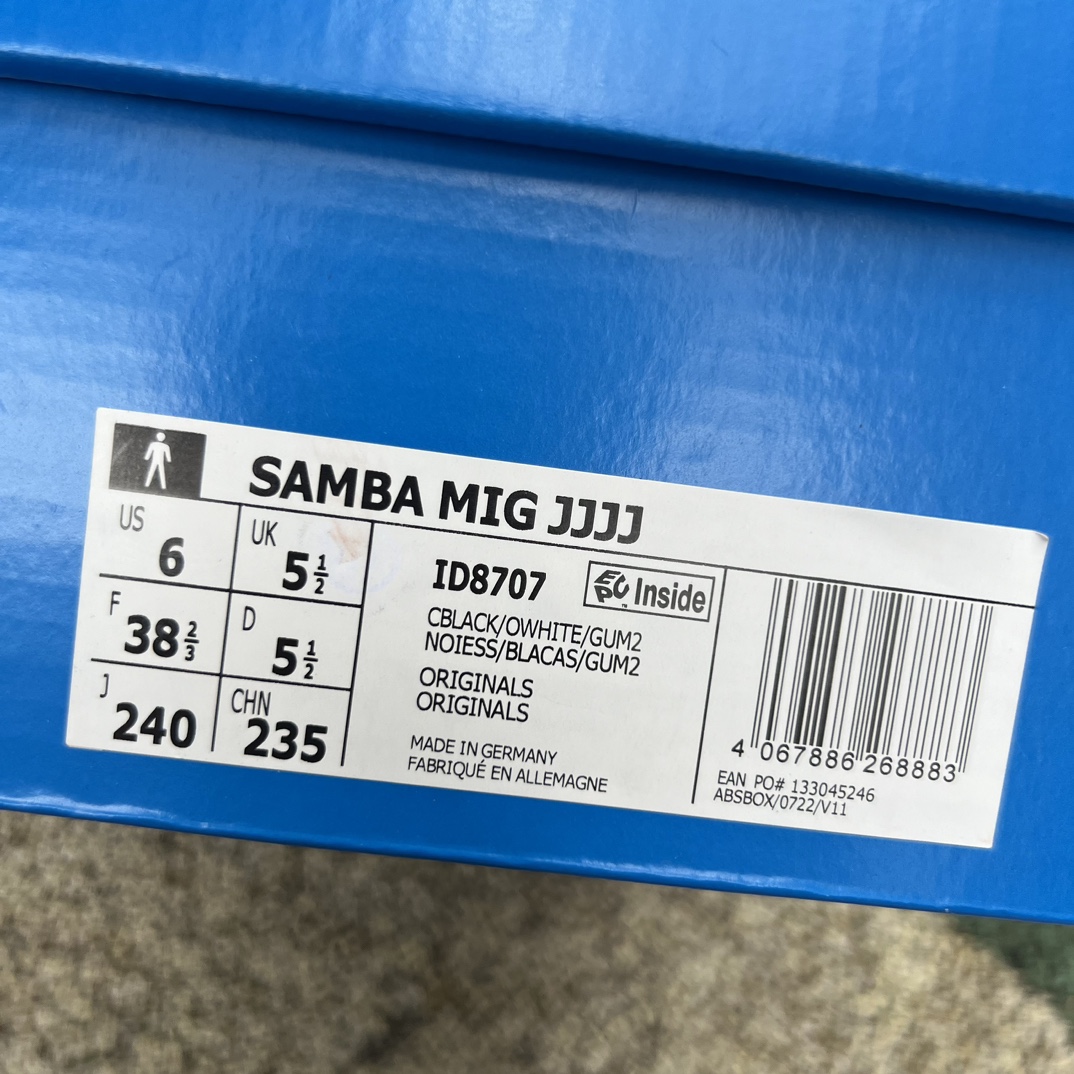 SAMBA MIG JJJJ
US
6
UK
5 1/2
F
38 2/3
D
5 1/2
J
240
CHN
235
ID8707
EPC™ Inside
CBLACK/OWHITE/GUM2
NOIESS/BLACAS/GUM2
ORIGINALS
ORIGINALS
MADE IN GERMANY
FABRIQUÉ EN ALLEMAGNE
4 067886 268883
EAN PO# 133045246
ABSBOX/0722/V11